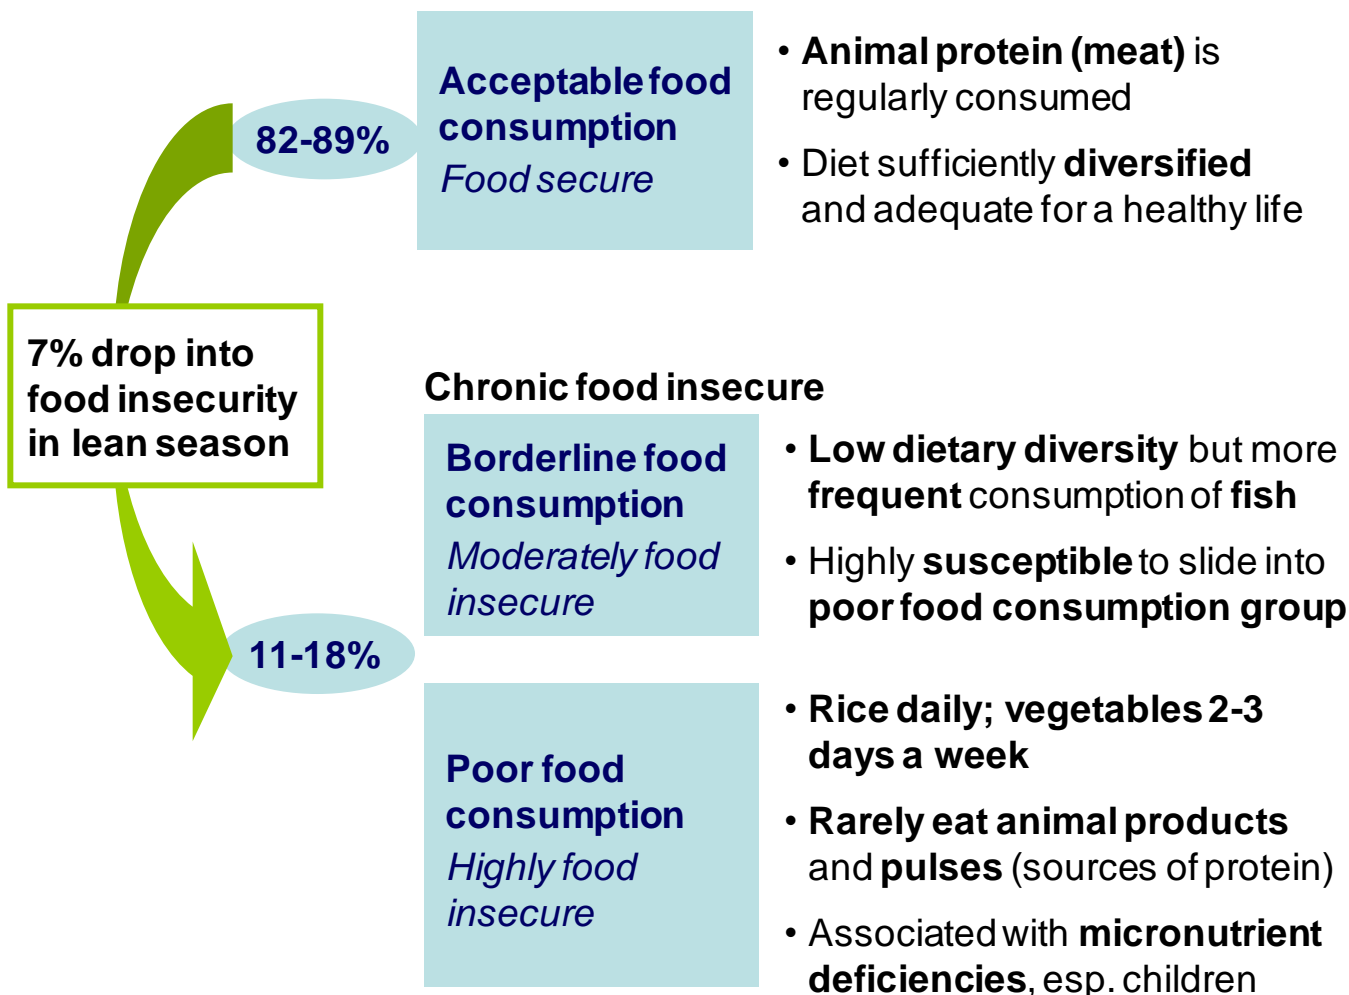 82-89%
Acceptable food
consumption
Food secure
• Animal protein (meat) is
regularly consumed
• Diet sufficiently diversified
and adequate for a healthy life
7% drop into
food insecurity
in lean season
Chronic food insecure
11-18%
Borderline food
consumption
Moderately food
insecure
• Low dietary diversity but more
frequent consumption of fish
• Highly susceptible to slide into
poor food consumption group
Poor food
consumption
Highly food
insecure
• Rice daily; vegetables 2-3
days a week
• Rarely eat animal products
and pulses (sources of protein)
• Associated with micronutrient
deficiencies, esp. children